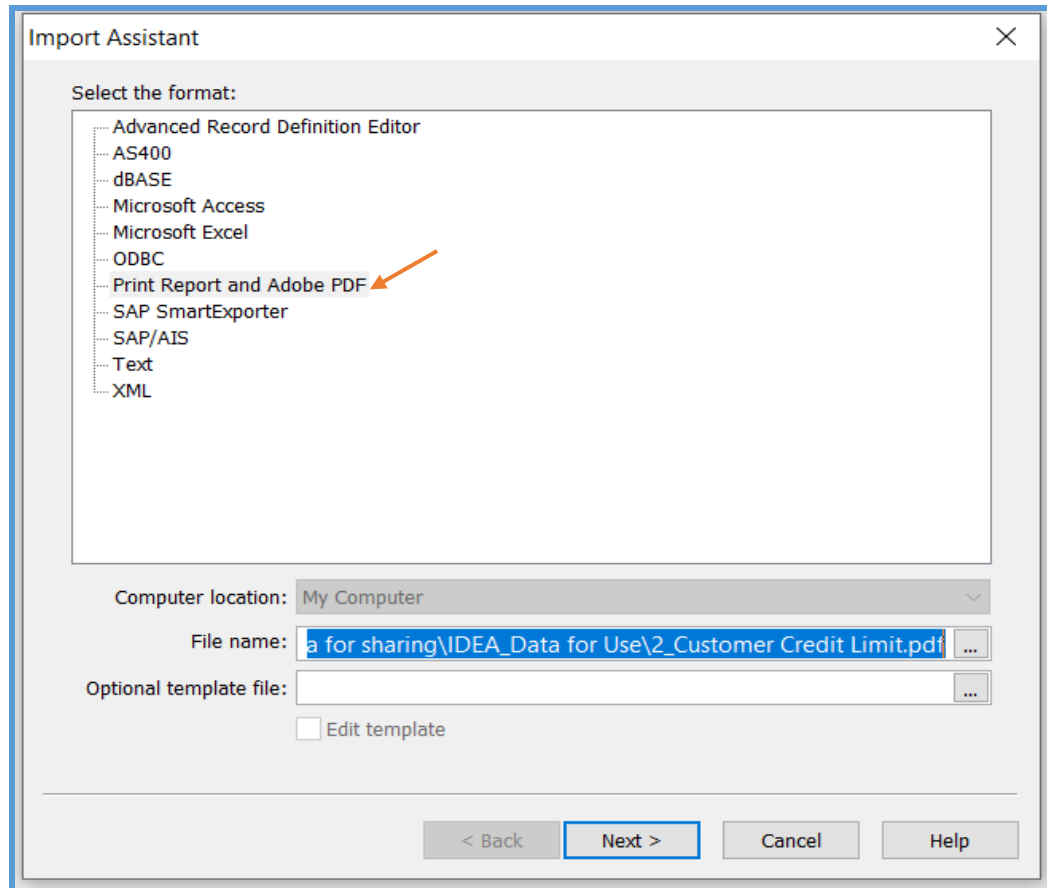 Import Assistant
Select the format:
Advanced Record Definition Editor
AS400
dBASE
Microsoft Access
Microsoft Excel
ODBC
Print Report and Adobe PDF
SAP SmartExporter
SAP/AIS
Text
XML
Computer location: My Computer
File name: a for sharing\IDEA_Data for Use\2_Customer Credit Limit.pdf ...
Optional template file: ...
Edit template
< Back Next > Cancel Help